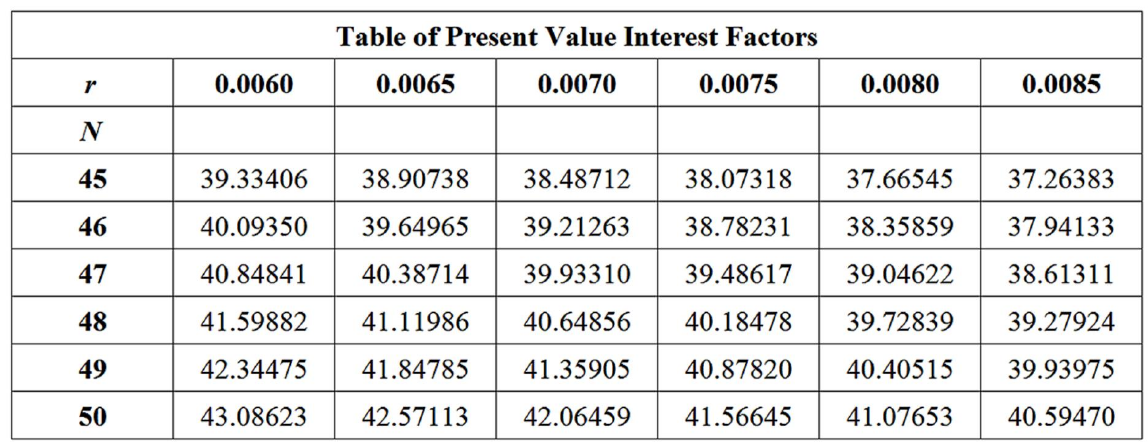 Table of Present Value Interest Factors
r 0.0060 0.0065 0.0070 0.0075 0.0080 0.0085
N
45 39.33406 38.90738 38.48712 38.07318 37.66545 37.26383
46 40.09350 39.64965 39.21263 38.78231 38.35859 37.94133
47 40.84841 40.38714 39.93310 39.48617 39.04622 38.61311
48 41.59882 41.11986 40.64856 40.18478 39.72839 39.27924
49 42.34475 41.84785 41.35905 40.87820 40.40515 39.93975
50 43.08623 42.57113 42.06459 41.56645 41.07653 40.59470